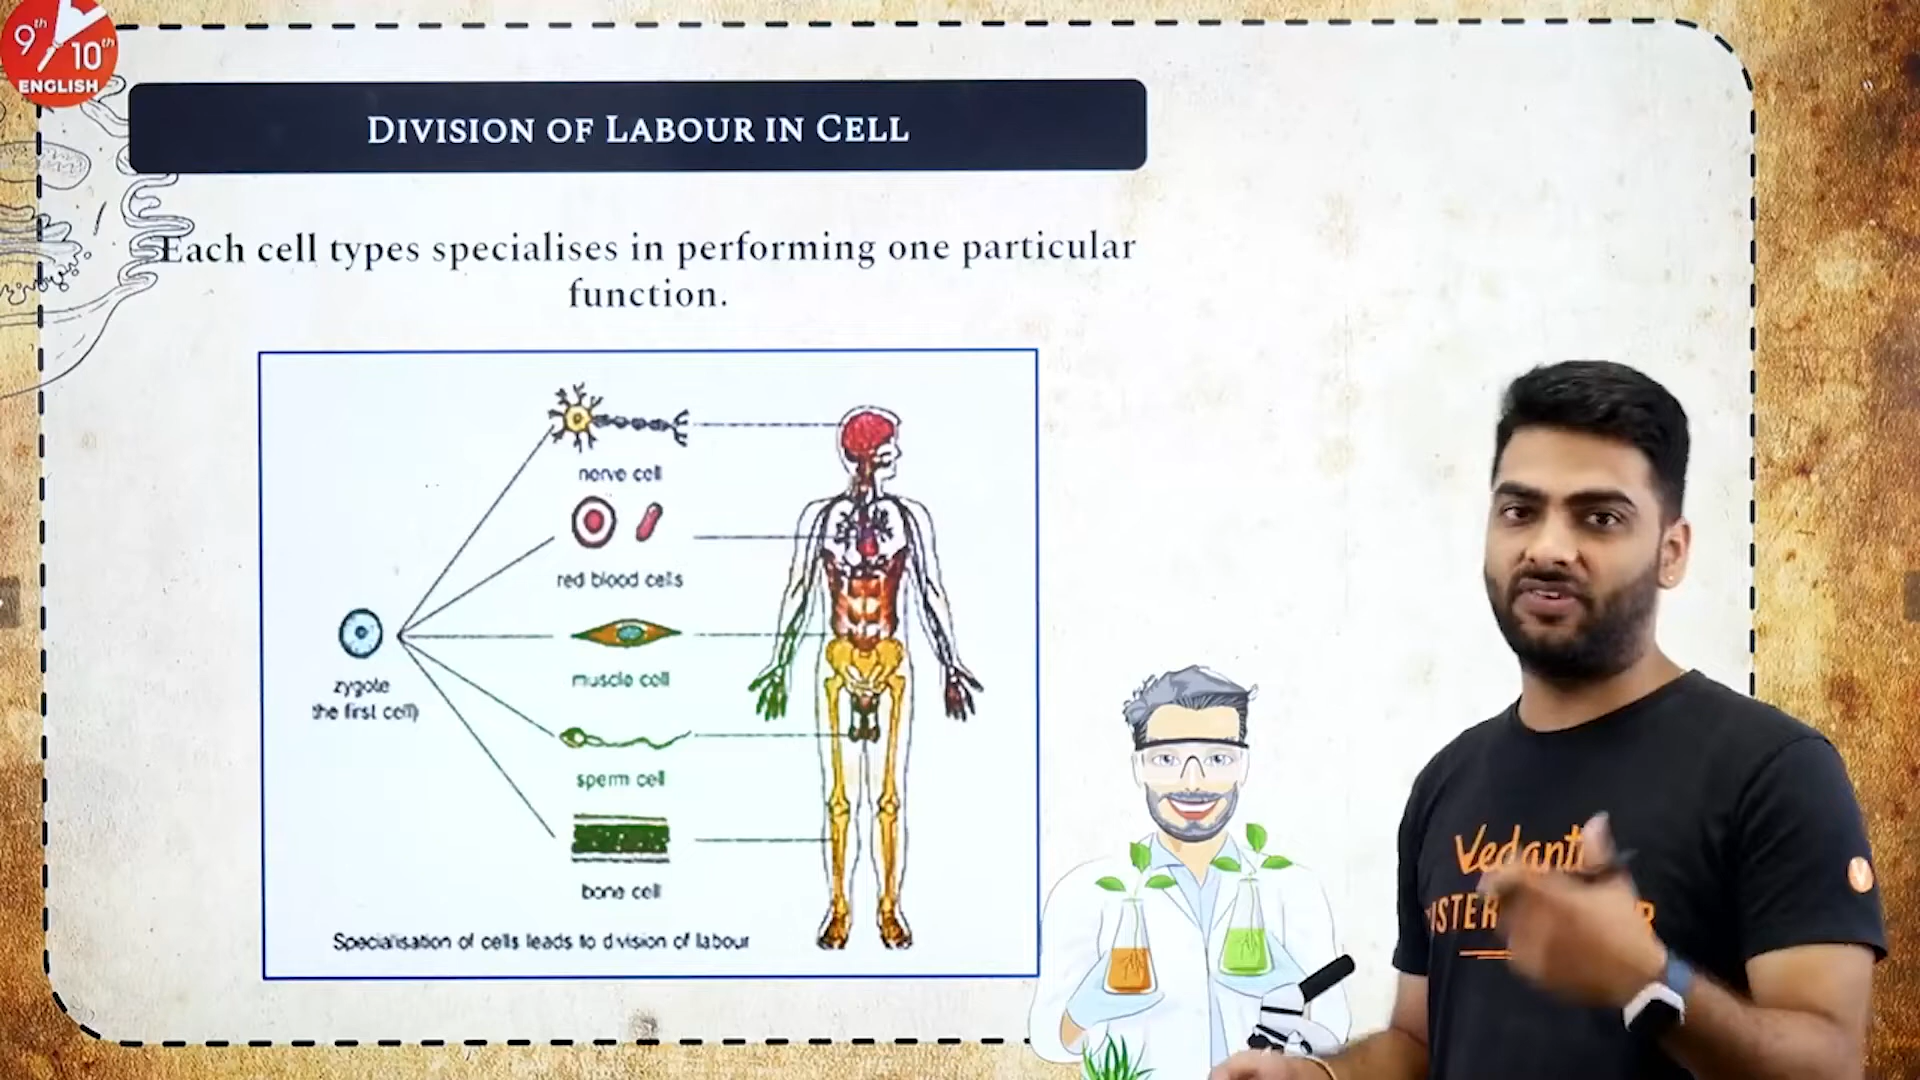 9th
10th
ENGLISH
DIVISION OF LABOUR IN CELL
Each cell types specialises in performing one particular
function.
nerve cell
red blood cells
zygote
the first cell)
muscle cell
sperm cell
bone cell
Specialisation of cells leads to division of labour
Vedant
STER